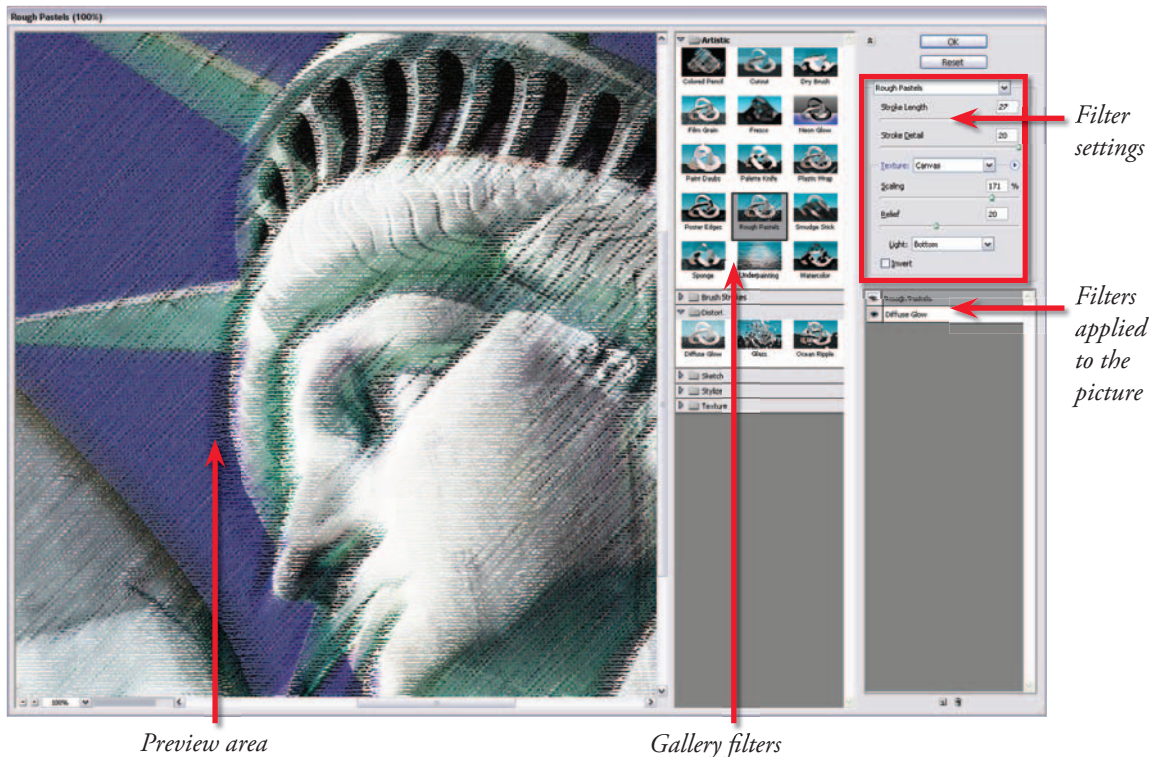 Rough Pastels (100%)
Artistic
Colored Pencil
Cutout
Dry Brush
Film Grain
Fresco
Neon Glow
Paint Daubs
Palette Knife
Plastic Wrap
Poster Edges
Rough Pastels
Smudge Stick
Sponge
Underpainting
Watercolor
Brush Strokes
Distort
Diffuse Glow
Glass
Ocean Ripple
Sketch
Stylize
Texture
OK
Reset
Rough Pastels
Stroke Length 27
Stroke Detail 20
Texture: Canvas
Scaling 171 %
Relief 20
Light: Bottom
Invert
Rough Pastels
Diffuse Glow
100%
Filter
settings
Filters
applied
to the
picture
Preview area
Gallery filters